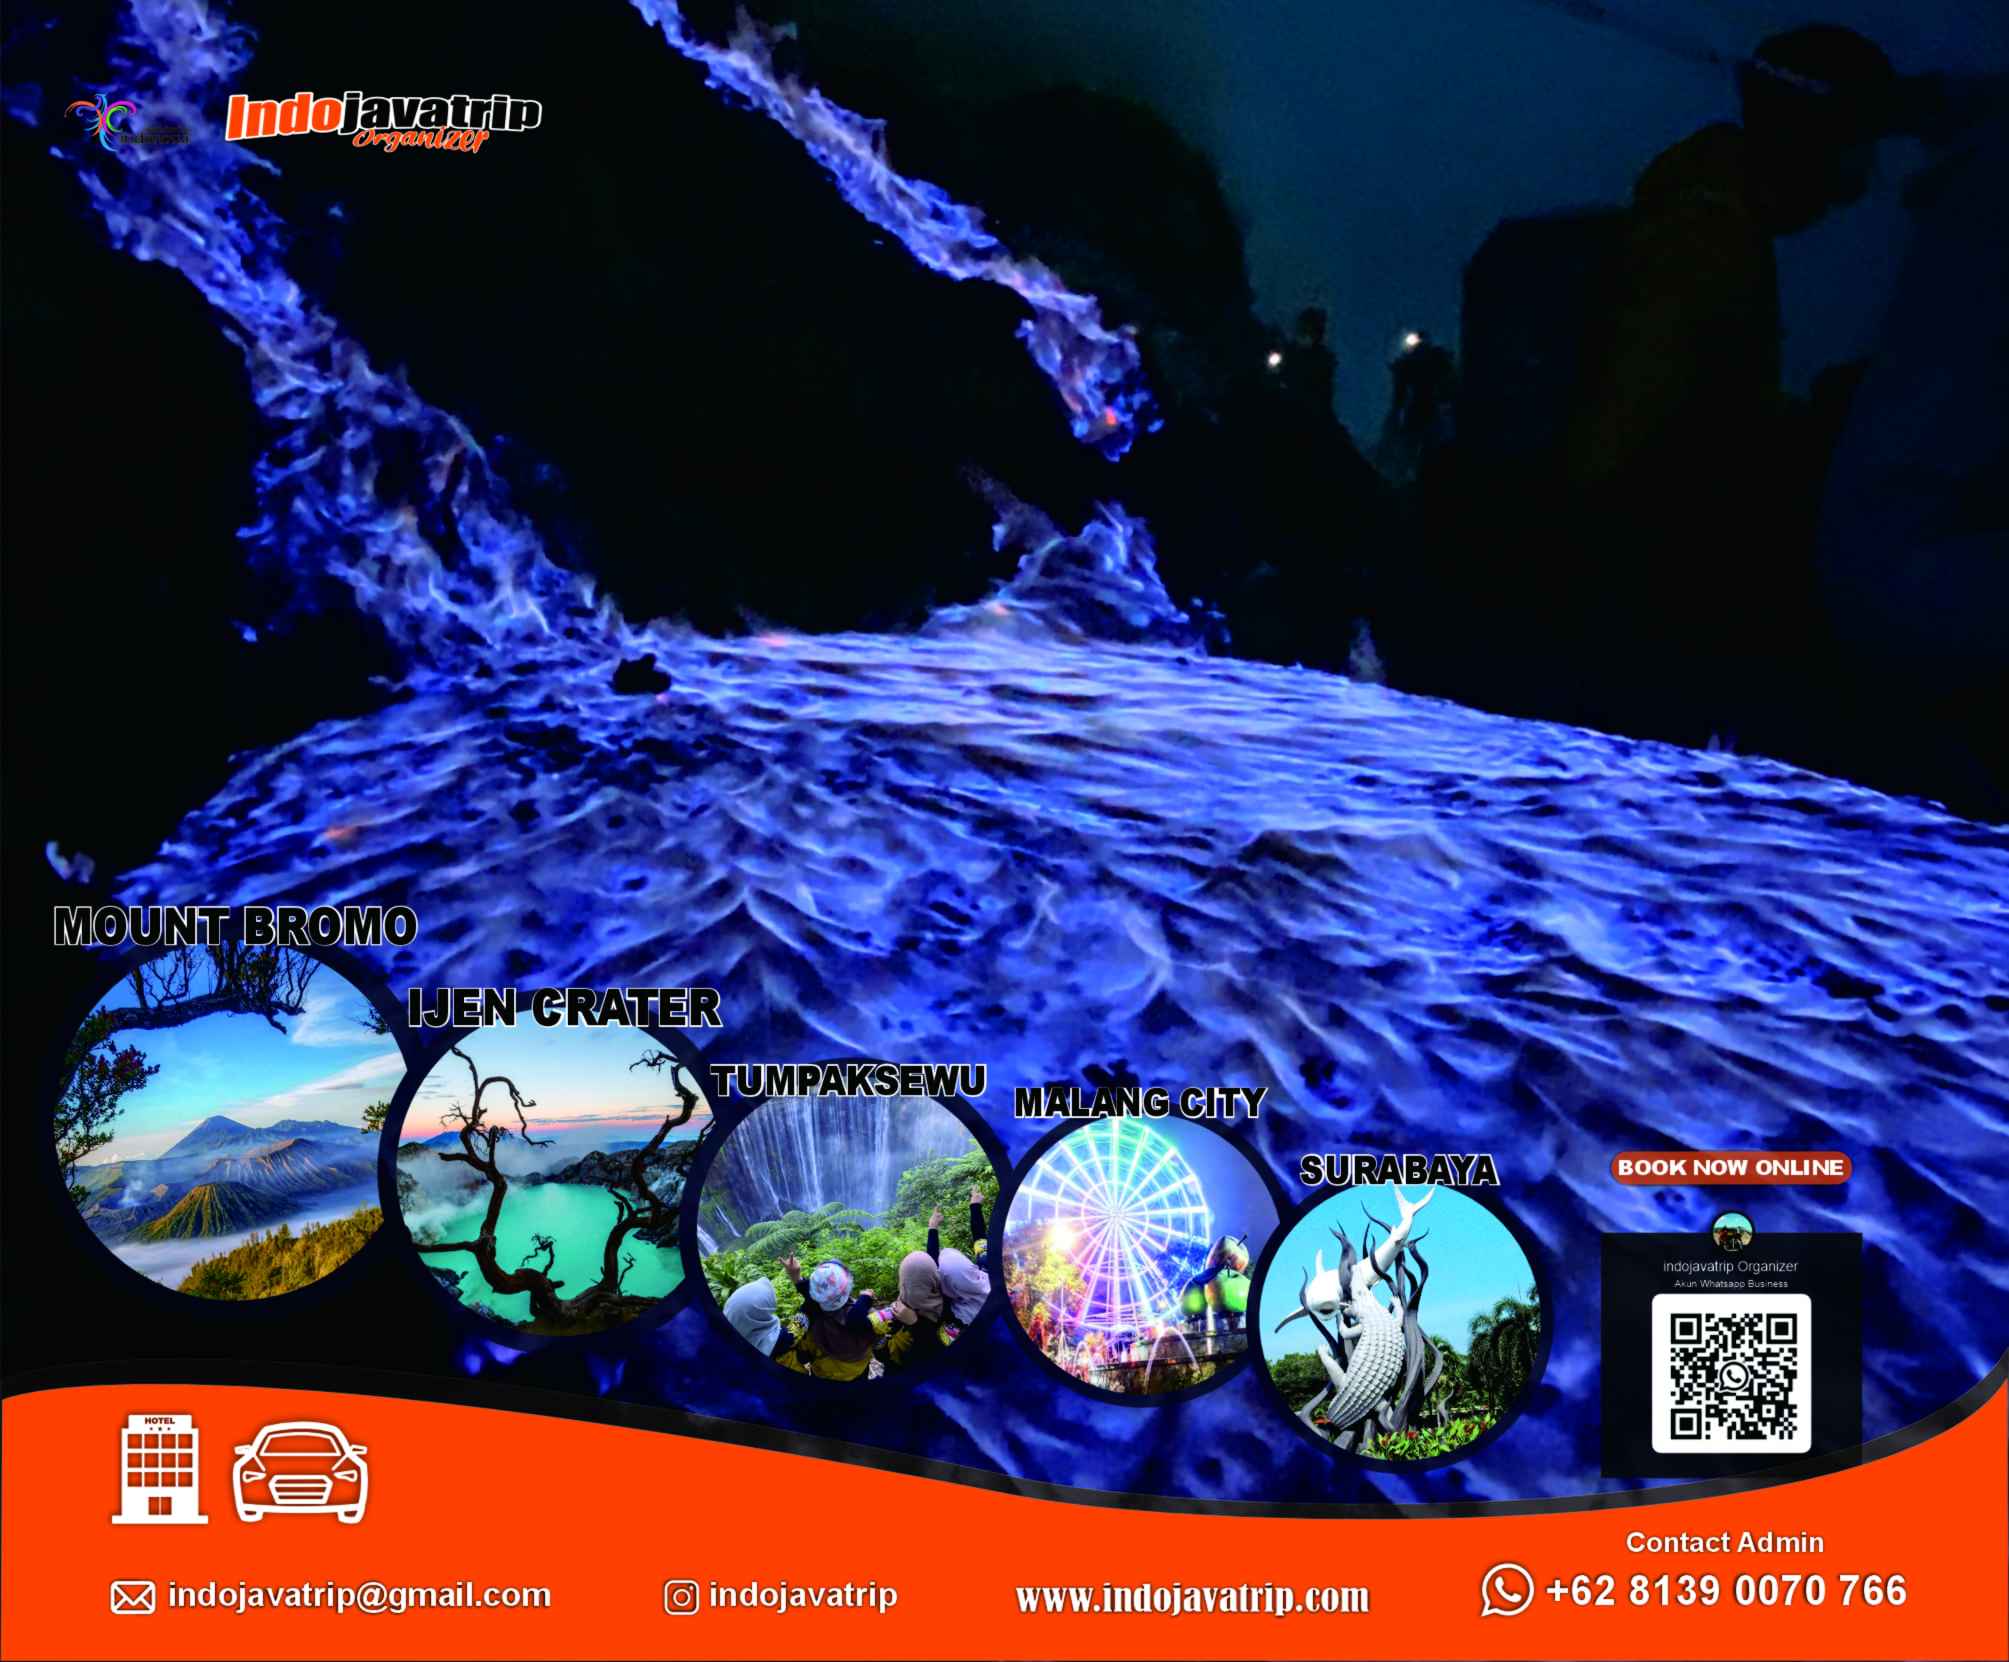 Indojavatrip
Organizer
MOUNT BROMO
IJEN CRATER
TUMPAKSEWU
MALANG CITY
SURABAYA
BOOK NOW ONLINE
indojavatrip Organizer
Akun Whatsapp Business
HOTEL
Contact Admin
indojavatrip@gmail.com
indojavatrip
www.indojavatrip.com
+62 8139 0070 766